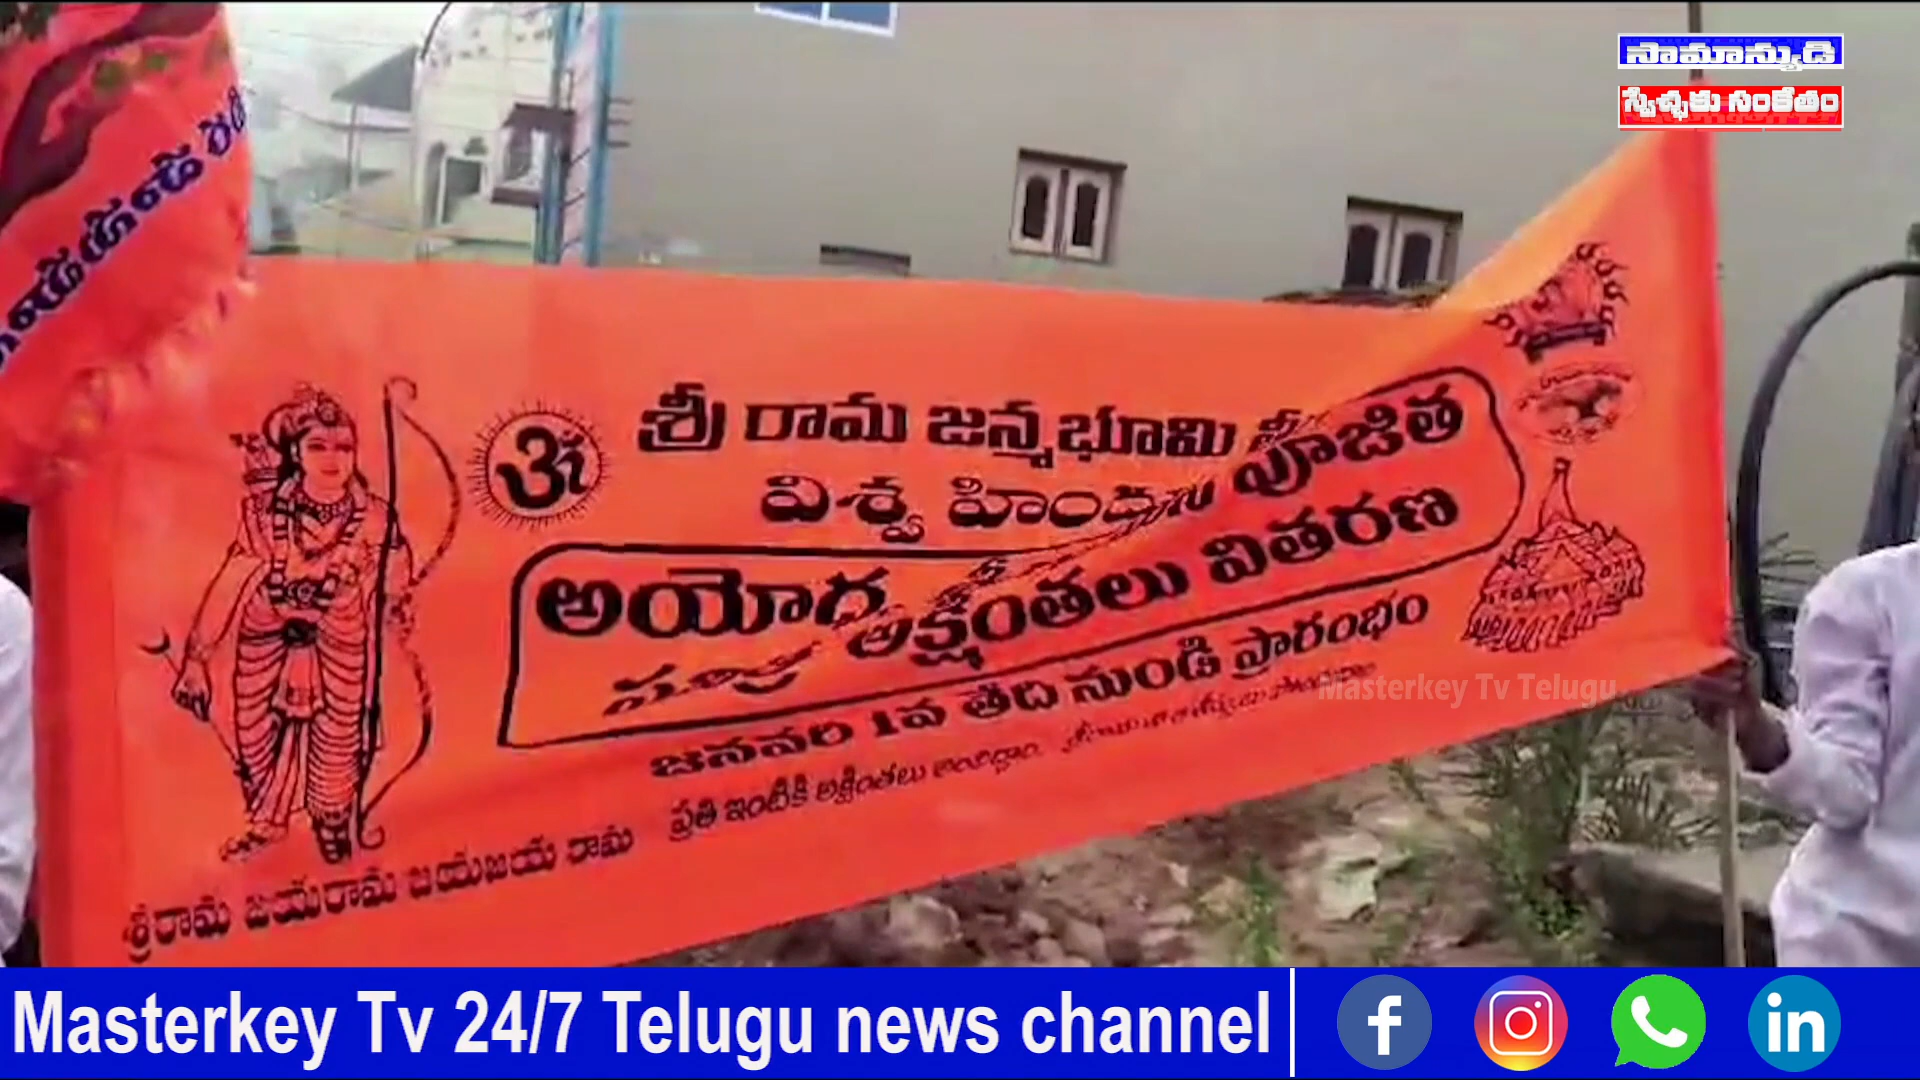 సామాన్యుడి
స్వేచ్ఛకు సంకేతం
శ్రీ రామ జన్మభూమి
విశ్వ
పూజిత
అయోధ్య
అక్షింతలు వితరణ
జనవరి 1వ తేది నుండి ప్రారంభం
ప్రతి ఇంటికి అక్షింతలు
శ్రీరామ జయరామ జయజయ రామ
Masterkey Tv Telugu
Masterkey Tv 24/7 Telugu news channel